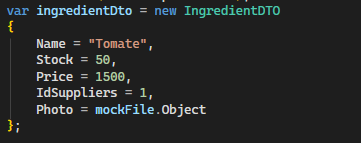 var ingredientDto = new IngredientDTO
{
    Name = "Tomate",
    Stock = 50,
    Price = 1500,
    IdSuppliers = 1,
    Photo = mockFile.Object
};